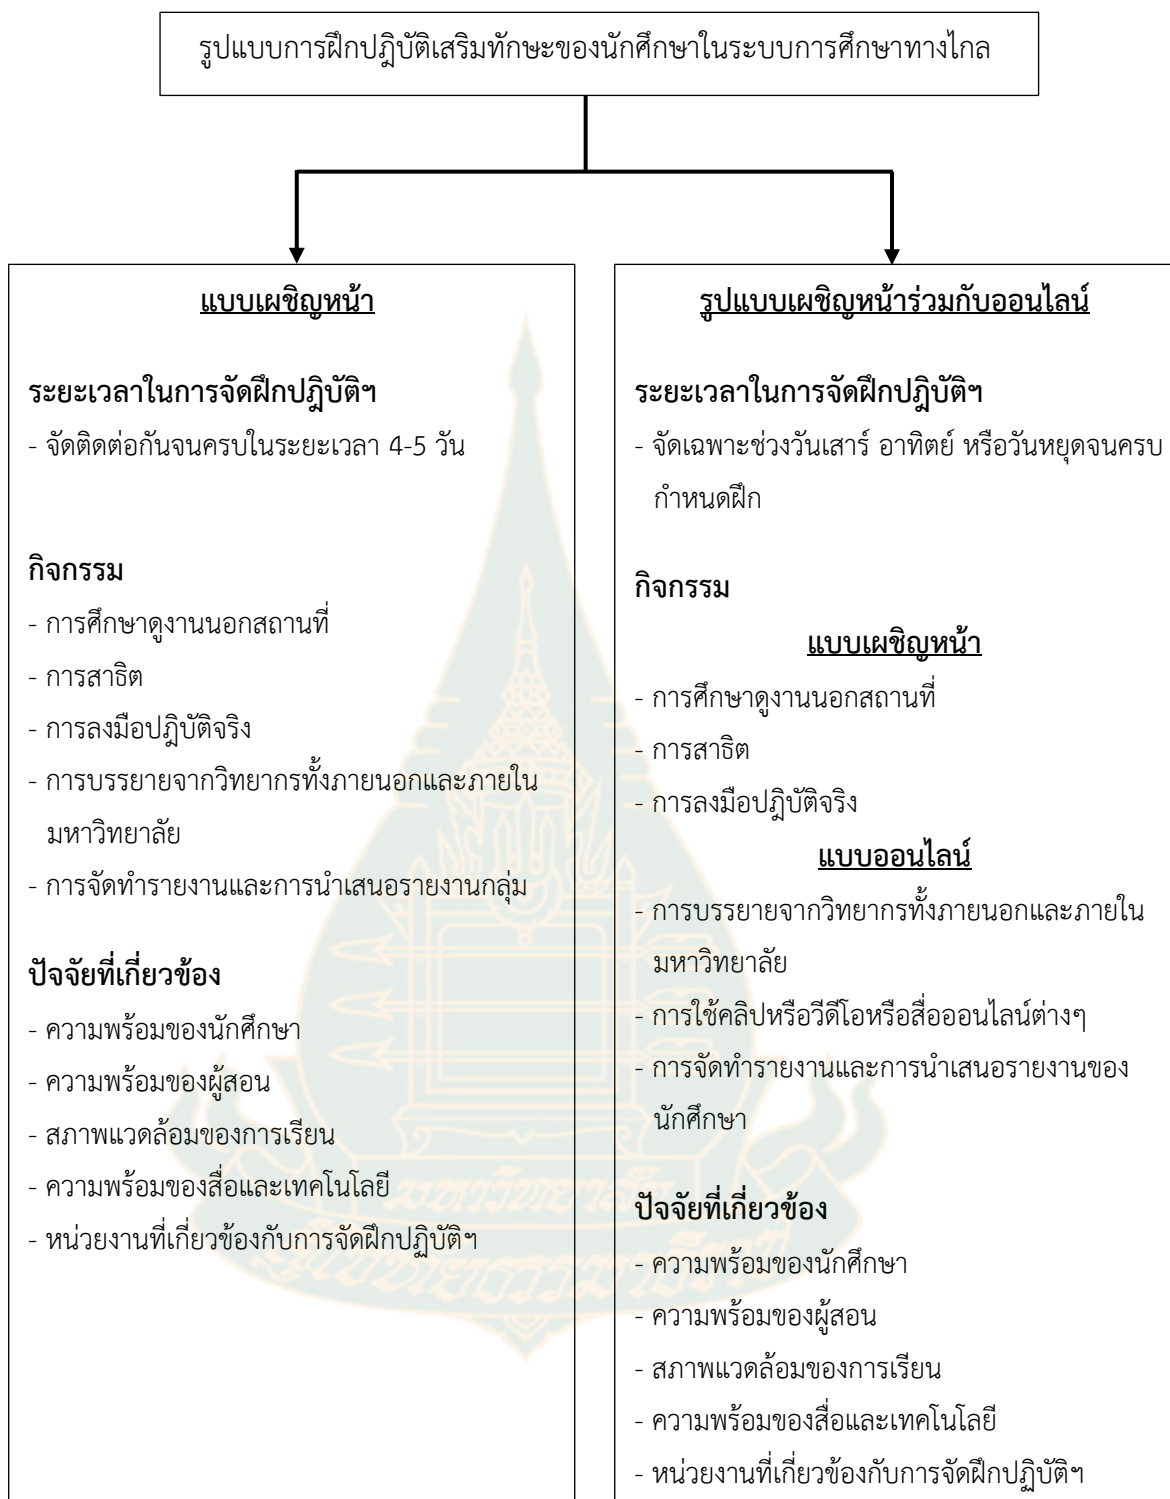 รูปแบบการฝึกปฎิบัติเสริมทักษะของนักศึกษาในระบบการศึกษาทางไกล
แบบเผชิญหน้า
ระยะเวลาในการจัดฝึกปฎิบัติฯ
- จัดติดต่อกันจนครบในระยะเวลา 4-5 วัน
กิจกรรม
- การศึกษาดูงานนอกสถานที่
- การสาธิต
- การลงมือปฎิบัติจริง
- การบรรยายจากวิทยากรทั้งภายนอกและภายใน
มหาวิทยาลัย
- การจัดทำรายงานและการนำเสนอรายงานกลุ่ม
ปัจจัยที่เกี่ยวข้อง
- ความพร้อมของนักศึกษา
- ความพร้อมของผู้สอน
- สภาพแวดล้อมของการเรียน
- ความพร้อมของสื่อและเทคโนโลยี
- หน่วยงานที่เกี่ยวข้องกับการจัดฝึกปฏิบัติฯ
รูปแบบเผชิญหน้าร่วมกับออนไลน์
ระยะเวลาในการจัดฝึกปฎิบัติฯ
- จัดเฉพาะช่วงวันเสาร์ อาทิตย์ หรือวันหยุดจนครบ
กำหนดฝึก
กิจกรรม
แบบเผชิญหน้า
- การศึกษาดูงานนอกสถานที่
- การสาธิต
- การลงมือปฎิบัติจริง
แบบออนไลน์
- การบรรยายจากวิทยากรทั้งภายนอกและภายใน
มหาวิทยาลัย
- การใช้คลิปหรือวีดีโอหรือสื่อออนไลน์ต่างๆ
- การจัดทำรายงานและการนำเสนอรายงานของ
นักศึกษา
ปัจจัยที่เกี่ยวข้อง
- ความพร้อมของนักศึกษา
- ความพร้อมของผู้สอน
- สภาพแวดล้อมของการเรียน
- ความพร้อมของสื่อและเทคโนโลยี
- หน่วยงานที่เกี่ยวข้องกับการจัดฝึกปฏิบัติฯ
มหาวิทยาลัย
สุโขทัยธรรมาธิราช